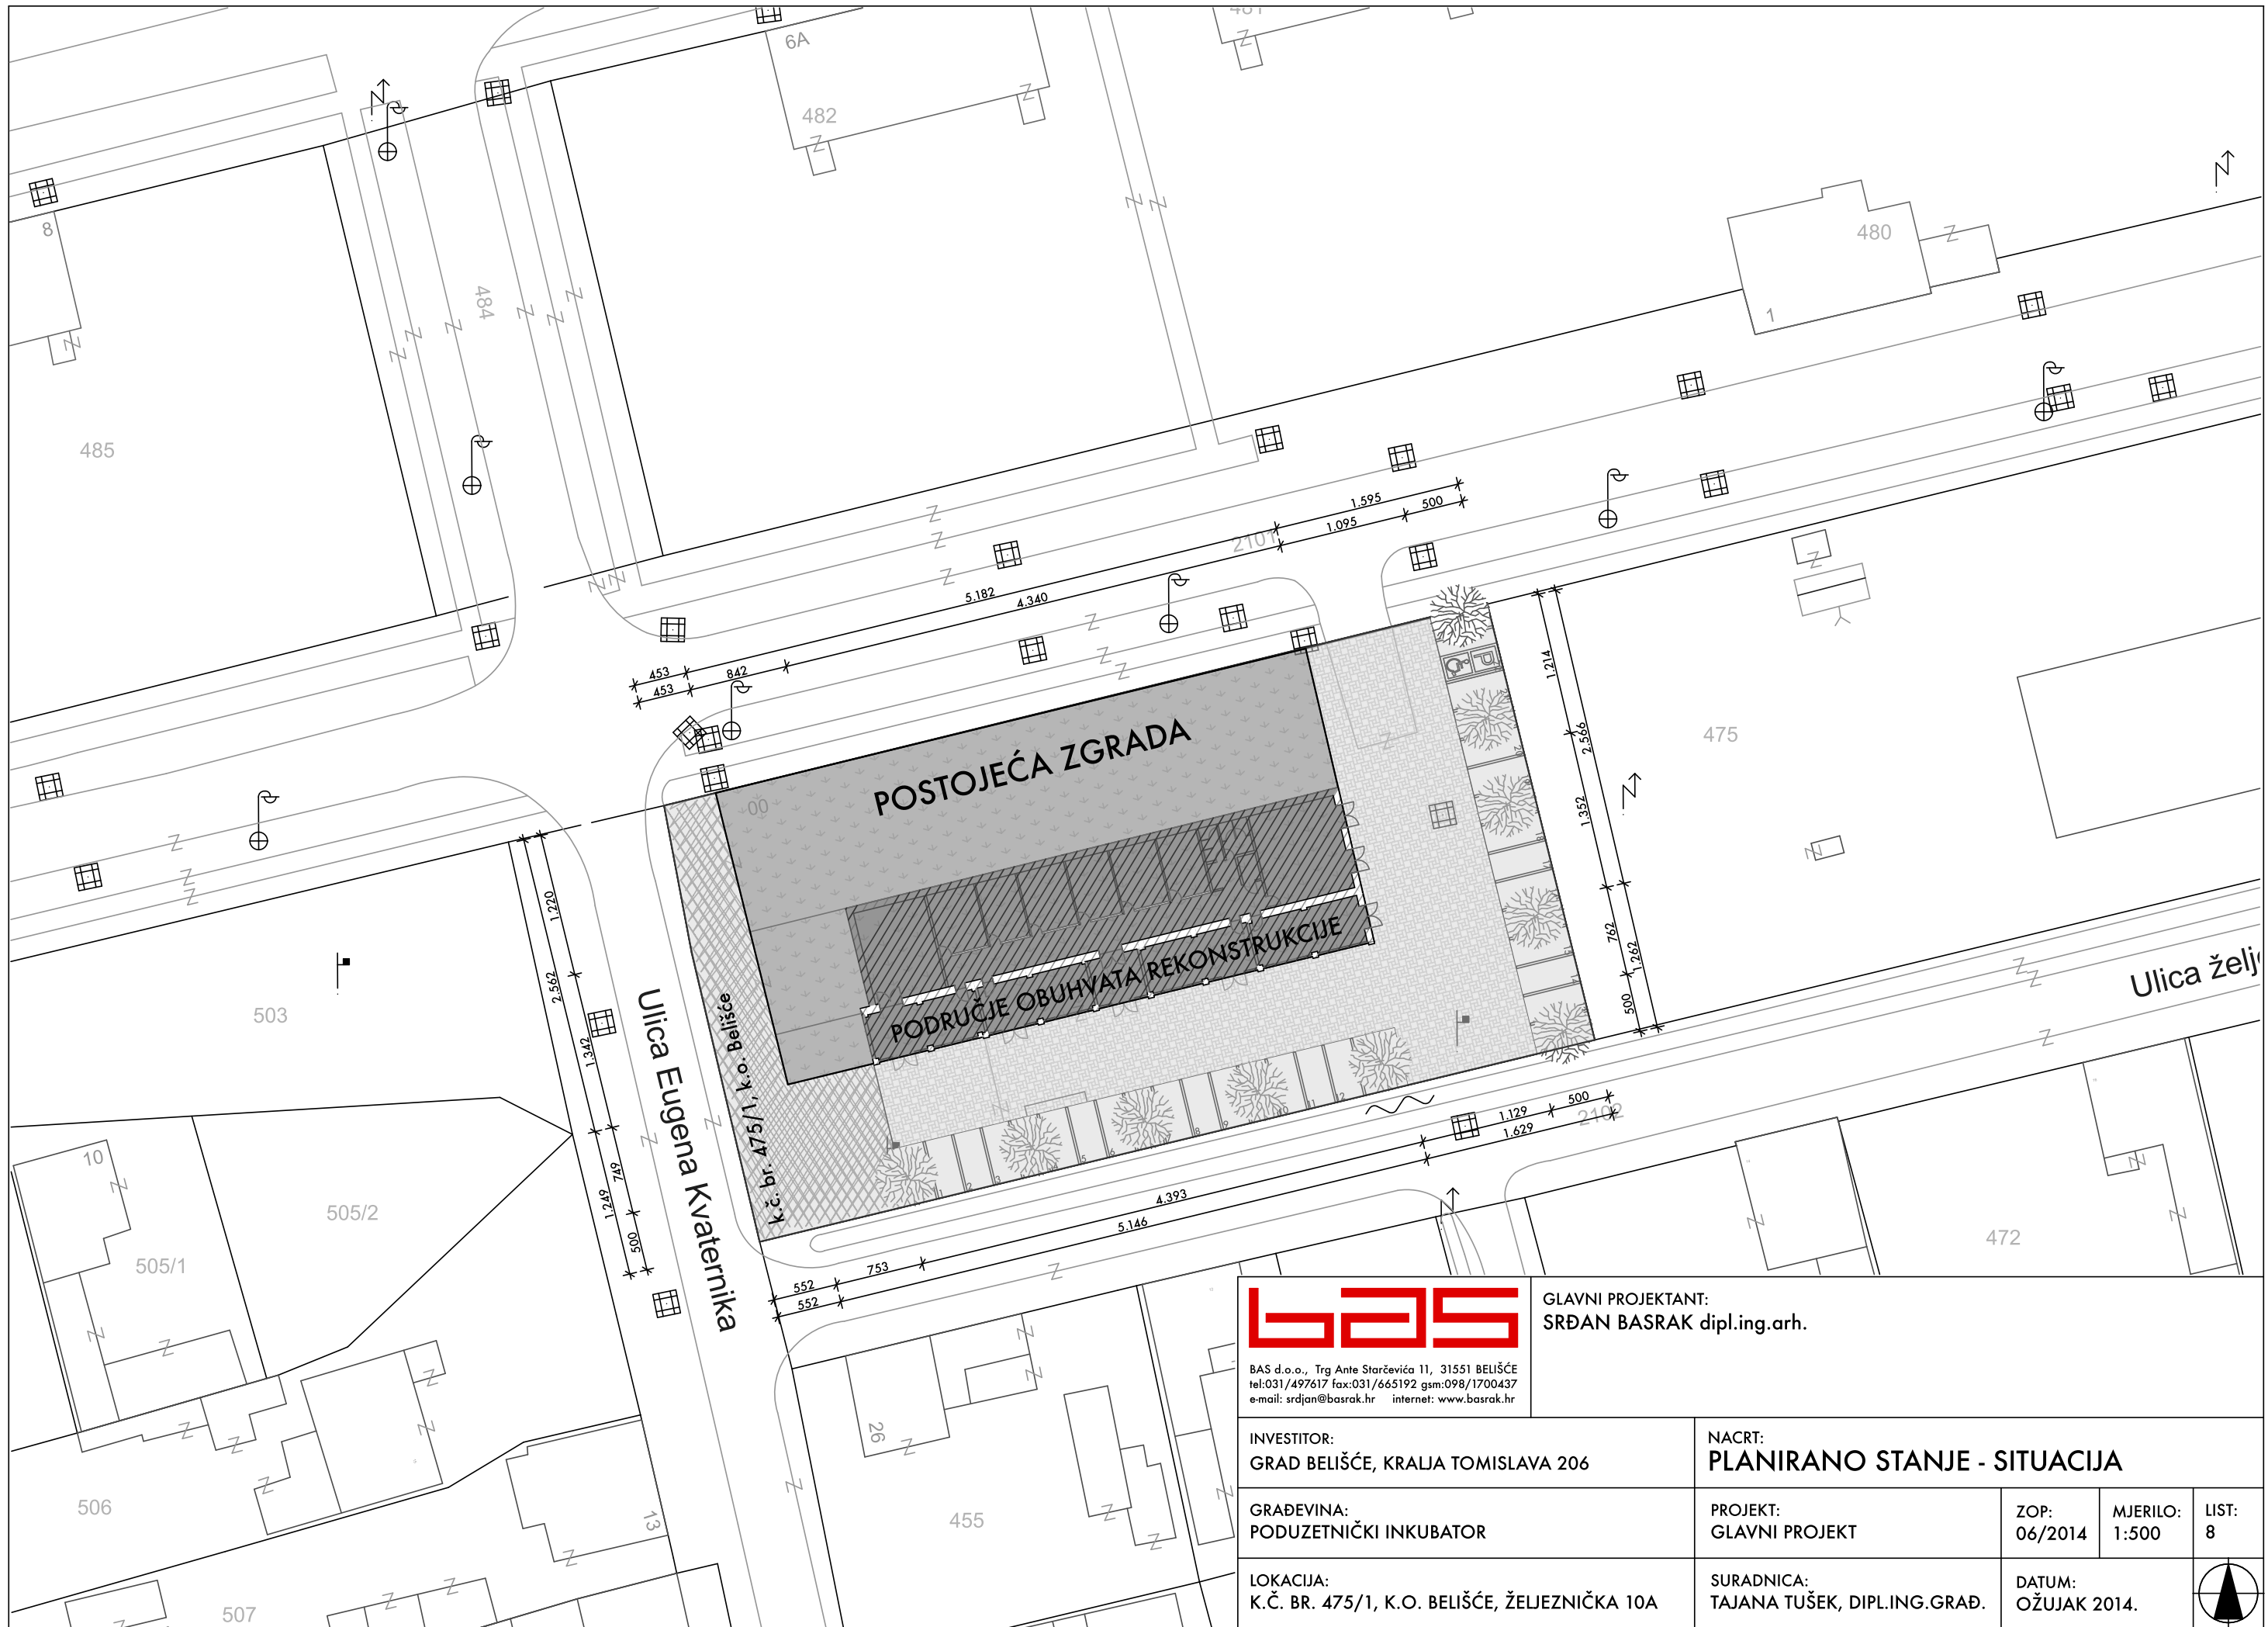 6A
482
8
484
480
1
485
1.595
500
1.095
2101
5.182
4.340
453
842
453
1.214
2.566
475
POSTOJEĆA ZGRADA
00
1.352
1.220
762
1.262
PODRUČJE OBUHVATA REKONSTRUKCIJE
2.562
500
503
1.342
Ulica Eugena Kvaternika
k.č. br. 475/1, k.o.. Belišće
Ulica želje
10
749
1.249
500
505/2
505/1
500
1.129
1.629
2102
4.393
5.146
753
552
552
472
26
455
506
13
507
bas
BAS d.o.o., Trg Ante Starčevića 11, 31551 BELIŠĆE
tel:031/497617 fax:031/665192 gsm:098/1700437
e-mail: srdjan@basrak.hr internet: www.basrak.hr
GLAVNI PROJEKTANT:
SRĐAN BASRAK dipl.ing.arh.
INVESTITOR:
GRAD BELIŠĆE, KRALJA TOMISLAVA 206
NACRT:
PLANIRANO STANJE - SITUACIJA
GRAĐEVINA:
PODUZETNIČKI INKUBATOR
PROJEKT:
GLAVNI PROJEKT
ZOP:
06/2014
MJERILO:
1:500
LIST:
8
LOKACIJA:
K.Č. BR. 475/1, K.O. BELIŠĆE, ŽELJEZNIČKA 10A
SURADNICA:
TAJANA TUŠEK, DIPL.ING.GRAĐ.
DATUM:
OŽUJAK 2014.